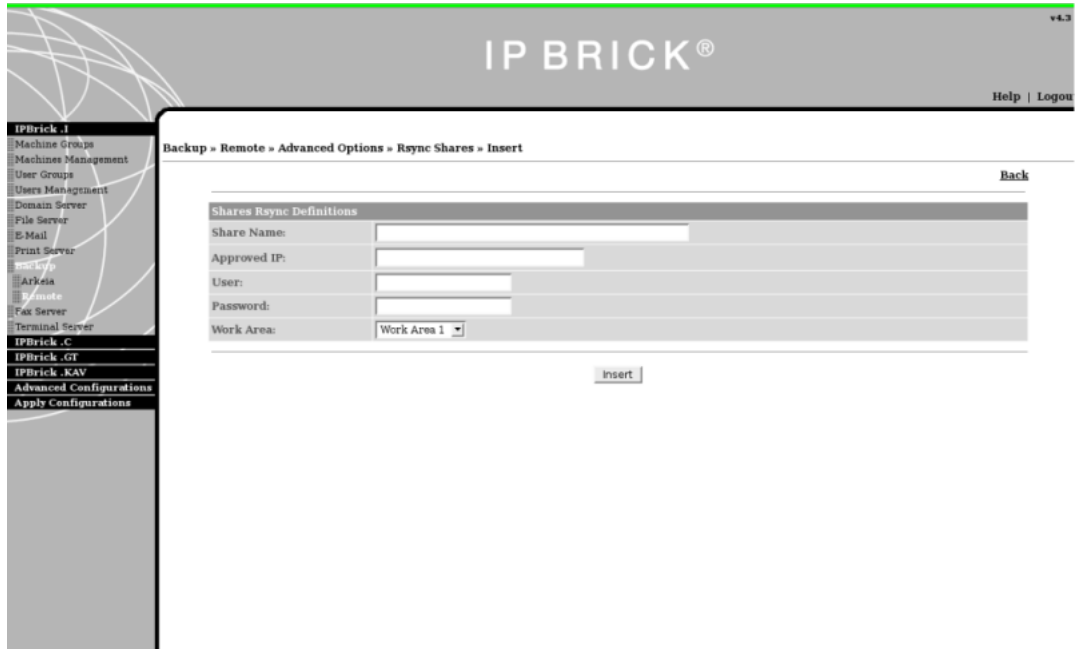 v4.3
IPBRICK®
Help | Logou
IPBrick .I
Machine Groups
Machines Management
User Groups
Users Management
Domain Server
File Server
E-Mail
Print Server
Backup
Arkeia
Remote
Fax Server
Terminal Server
IPBrick .C
IPBrick .GT
IPBrick .KAV
Advanced Configurations
Apply Configurations
Backup » Remote » Advanced Options » Rsync Shares » Insert
Back
Shares Rsync Definitions
Share Name:
Approved IP:
User:
Password:
Work Area: Work Area 1
Insert